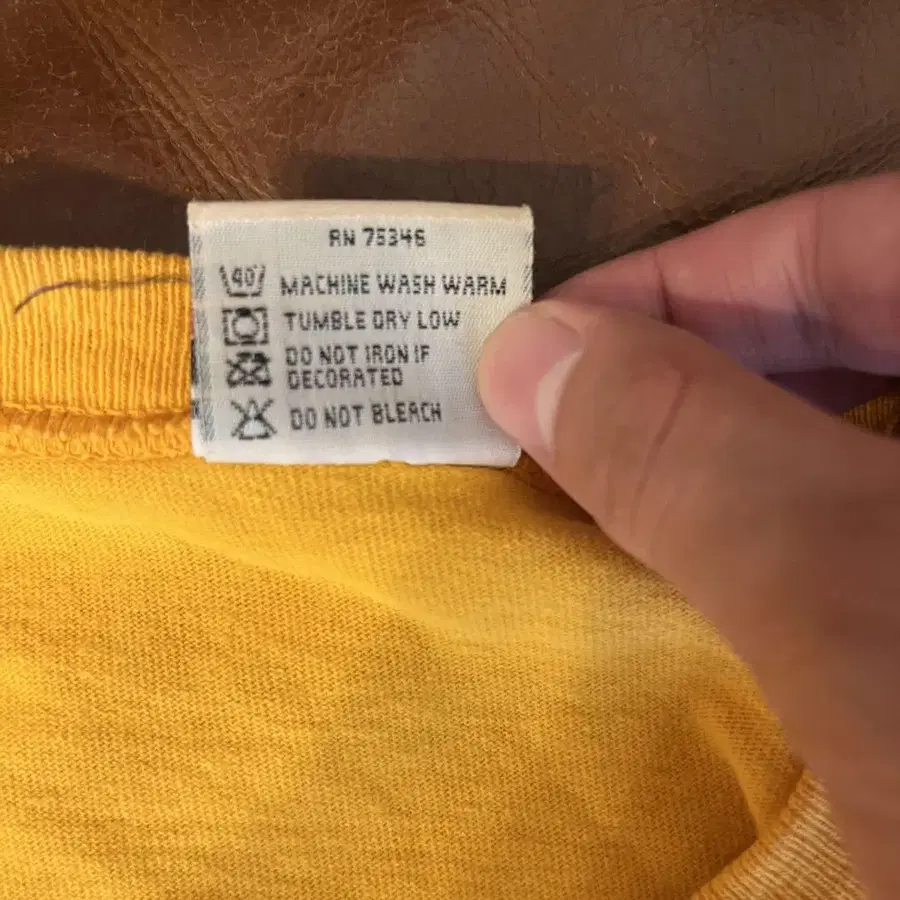 RN 75346
40° MACHINE WASH WARM
TUMBLE DRY LOW
DO NOT IRON IF
DECORATED
DO NOT BLEACH